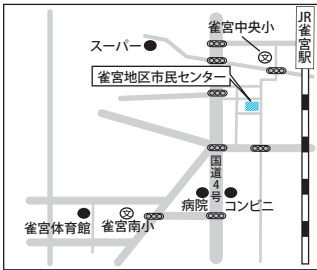 雀宮中央小
文
JR雀宮駅
スーパー
雀宮地区市民センター
国道4号
病院
コンビニ
文
雀宮体育館
雀宮南小